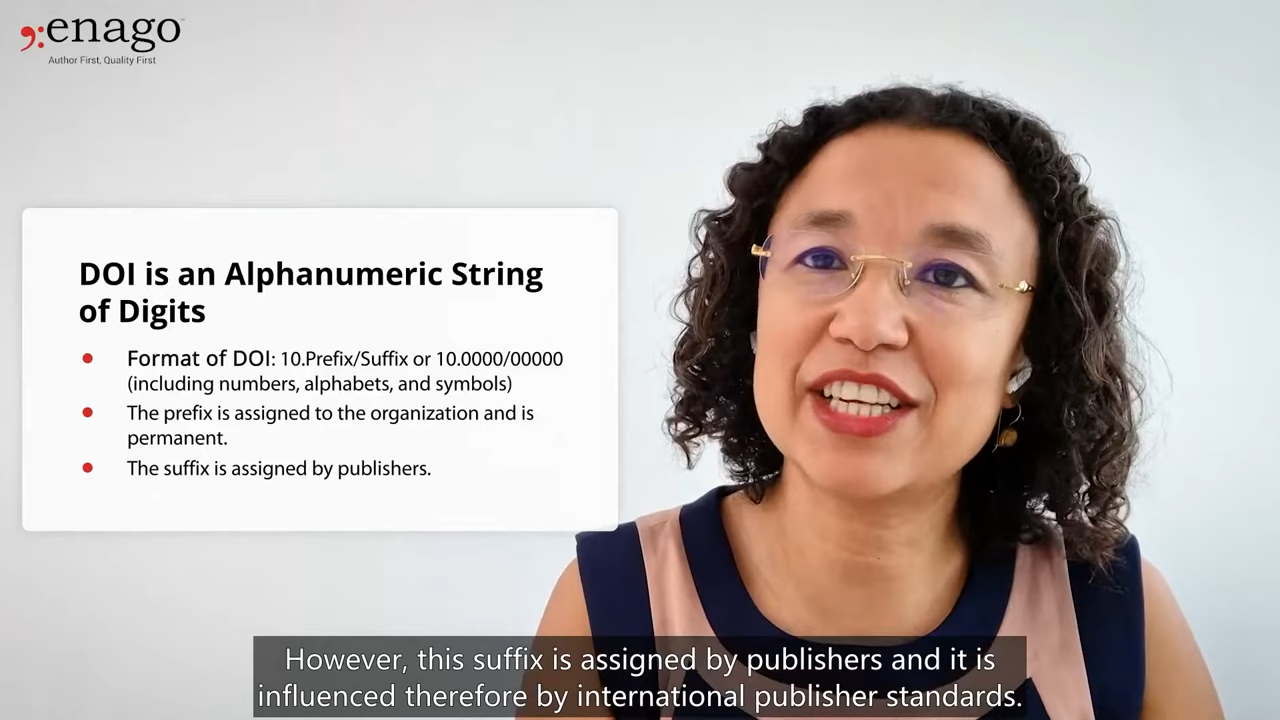 enago
Author First, Quality First
DOI is an Alphanumeric String
of Digits
Format of DOI: 10.Prefix/Suffix or 10.0000/00000
(including numbers, alphabets, and symbols)
The prefix is assigned to the organization and is
permanent.
The suffix is assigned by publishers.
However, this suffix is assigned by publishers and it is
influenced therefore by international publisher standards.